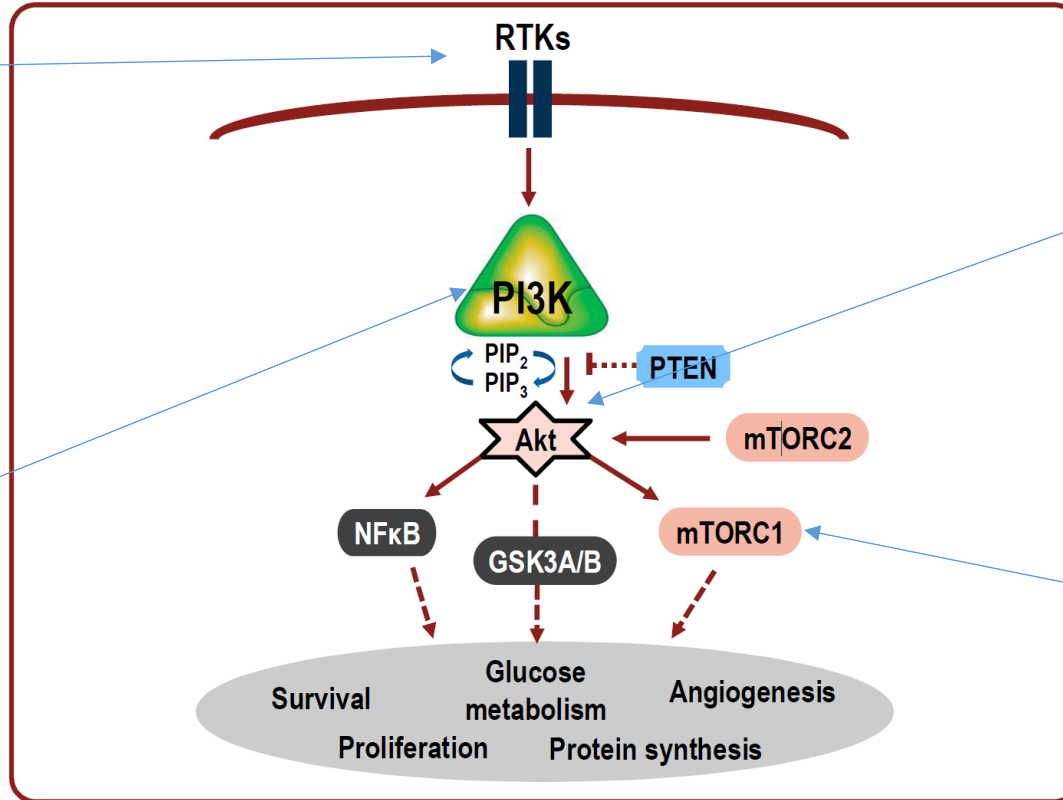 RTKs
PI3K
PIP₂
PIP₃
PTEN
Akt
mTORC2
NFκB
GSK3A/B
mTORC1
Survival
Glucose
metabolism
Angiogenesis
Proliferation
Protein synthesis